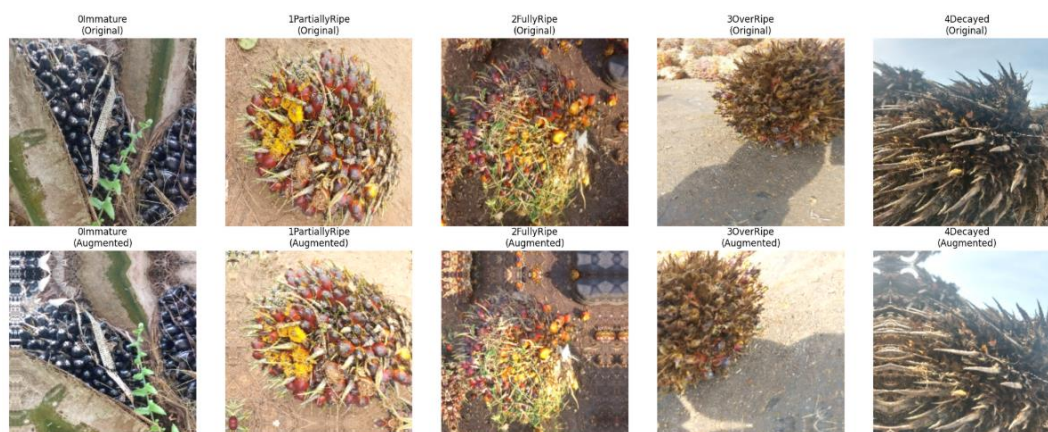 0Immature
(Original)
1PartiallyRipe
(Original)
2FullyRipe
(Original)
3OverRipe
(Original)
4Decayed
(Original)
0Immature
(Augmented)
1PartiallyRipe
(Augmented)
2FullyRipe
(Augmented)
3OverRipe
(Augmented)
4Decayed
(Augmented)